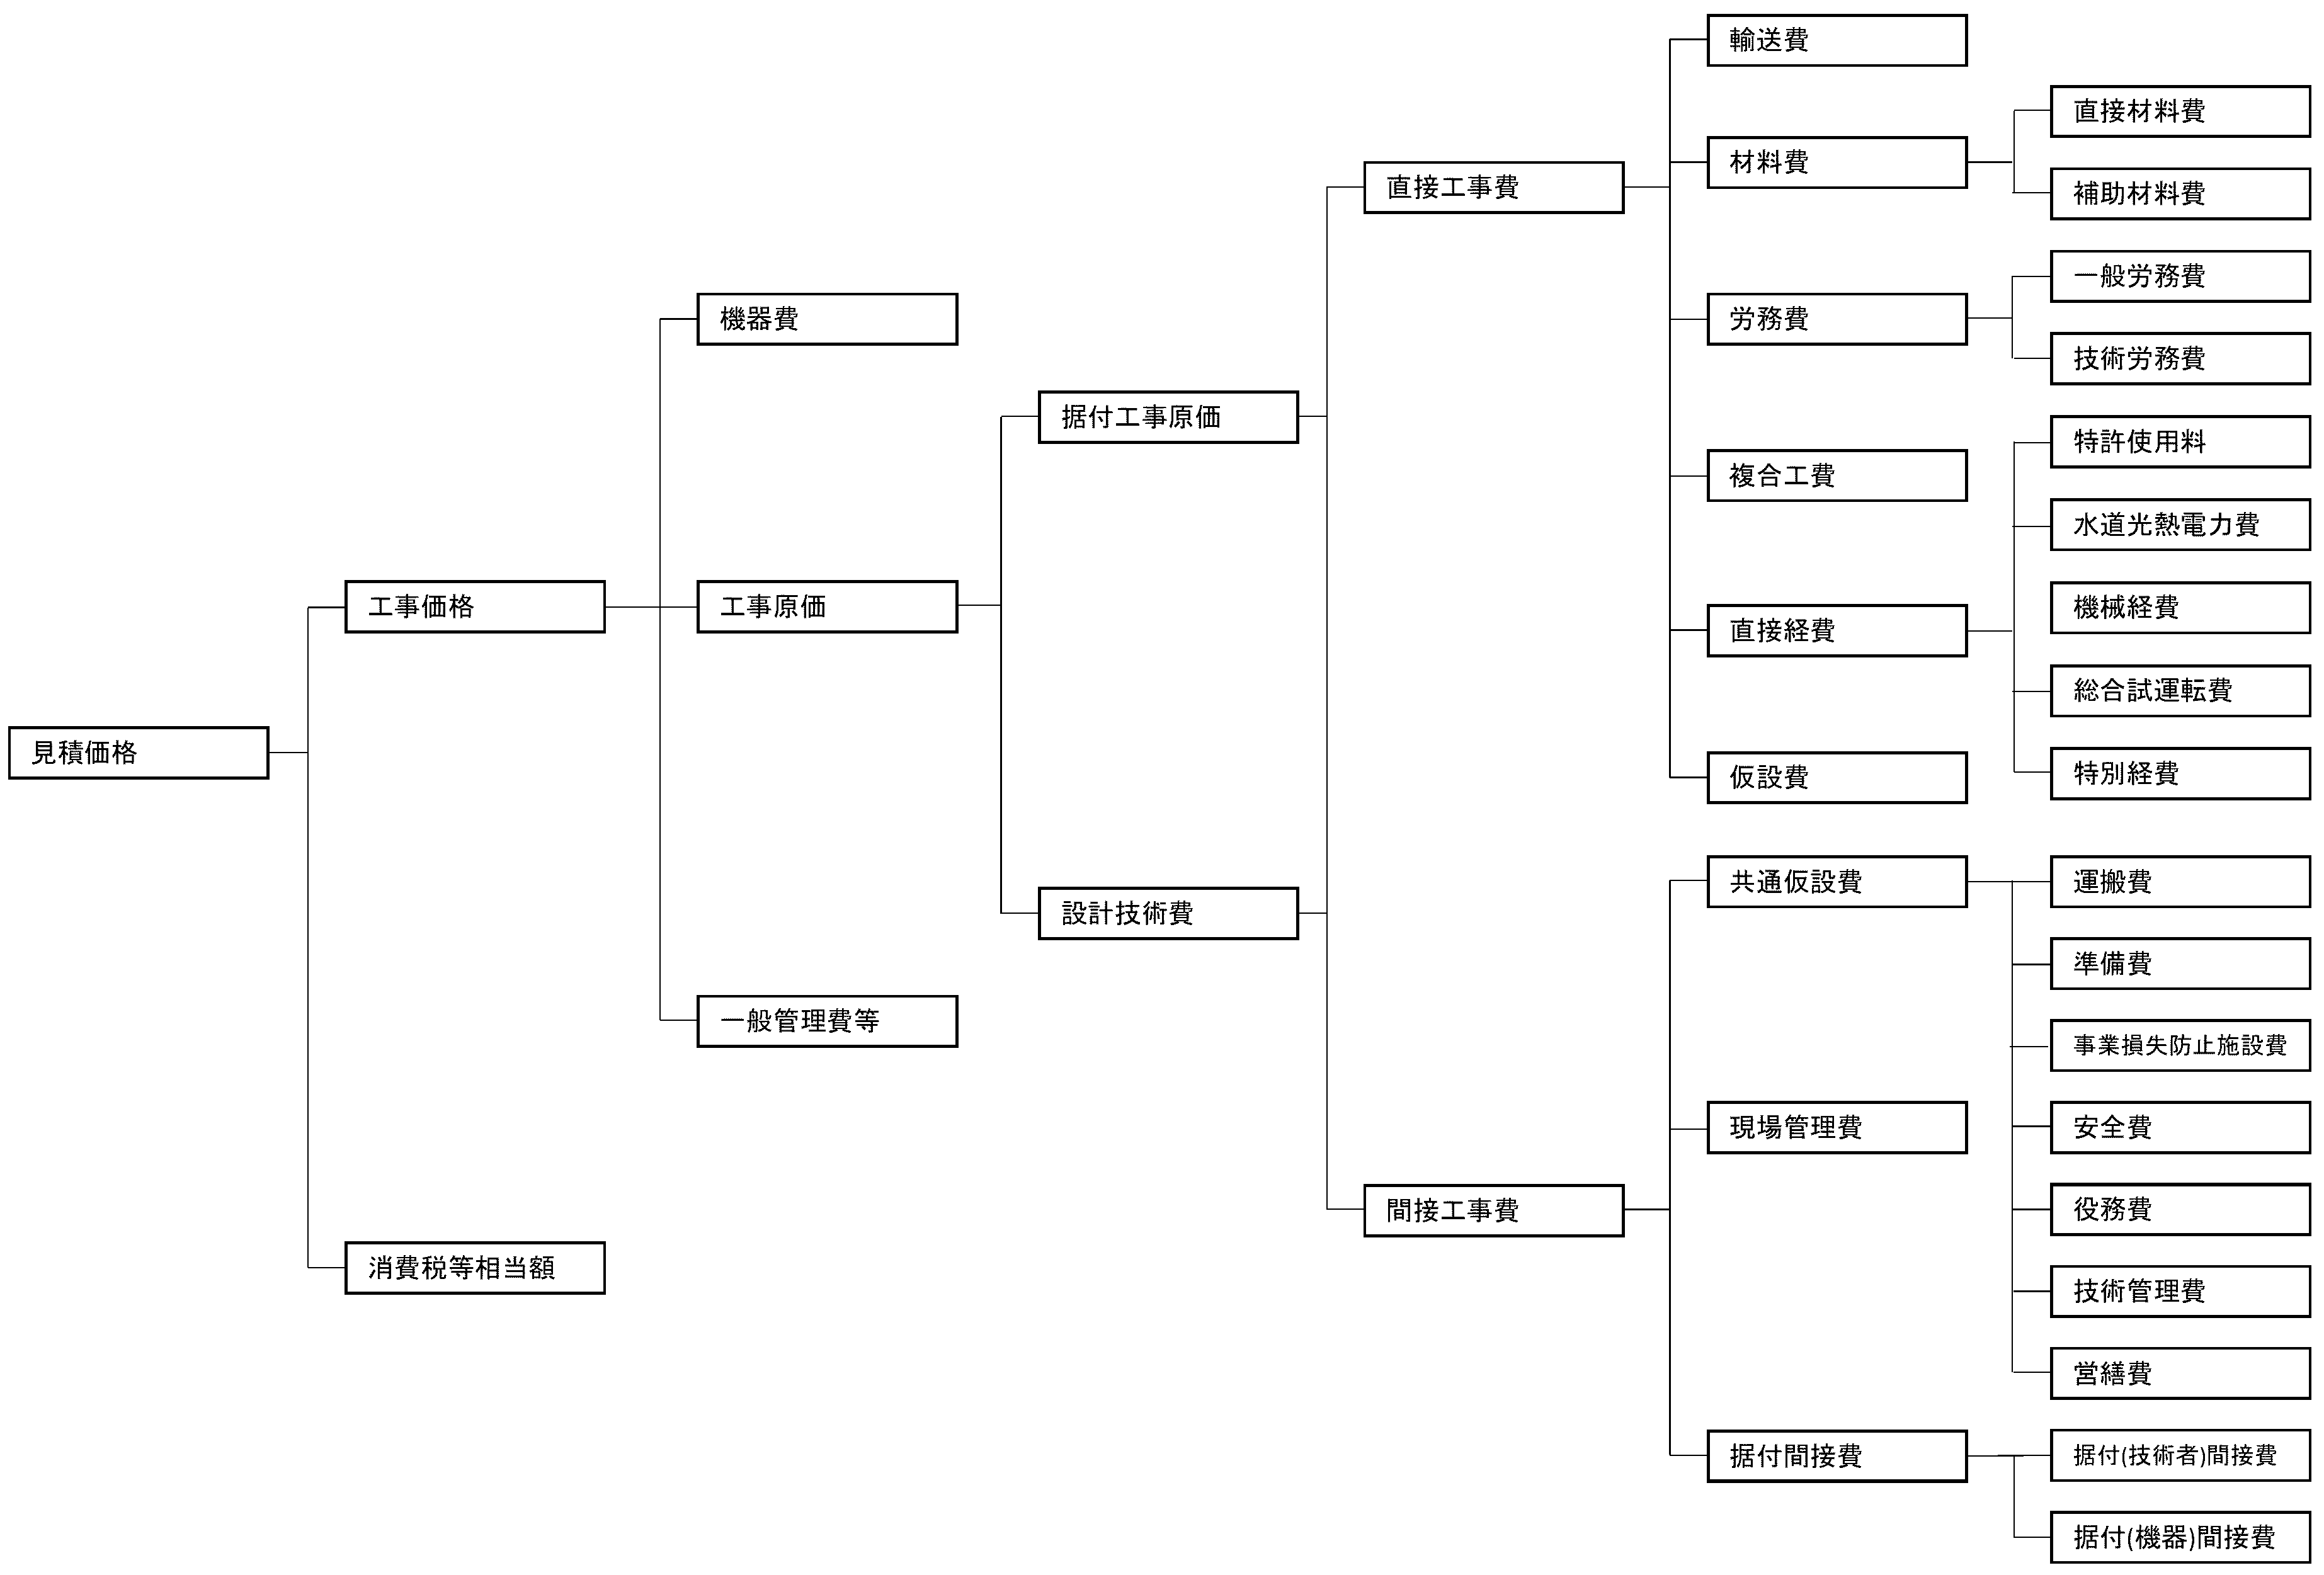 見積価格
工事価格
消費税等相当額
機器費
工事原価
一般管理費等
据付工事原価
設計技術費
直接工事費
間接工事費
輸送費
材料費
労務費
複合工費
直接経費
仮設費
共通仮設費
現場管理費
据付間接費
直接材料費
補助材料費
一般労務費
技術労務費
特許使用料
水道光熱電力費
機械経費
総合試運転費
特別経費
運搬費
準備費
事業損失防止施設費
安全費
役務費
技術管理費
営繕費
据付(技術者)間接費
据付(機器)間接費